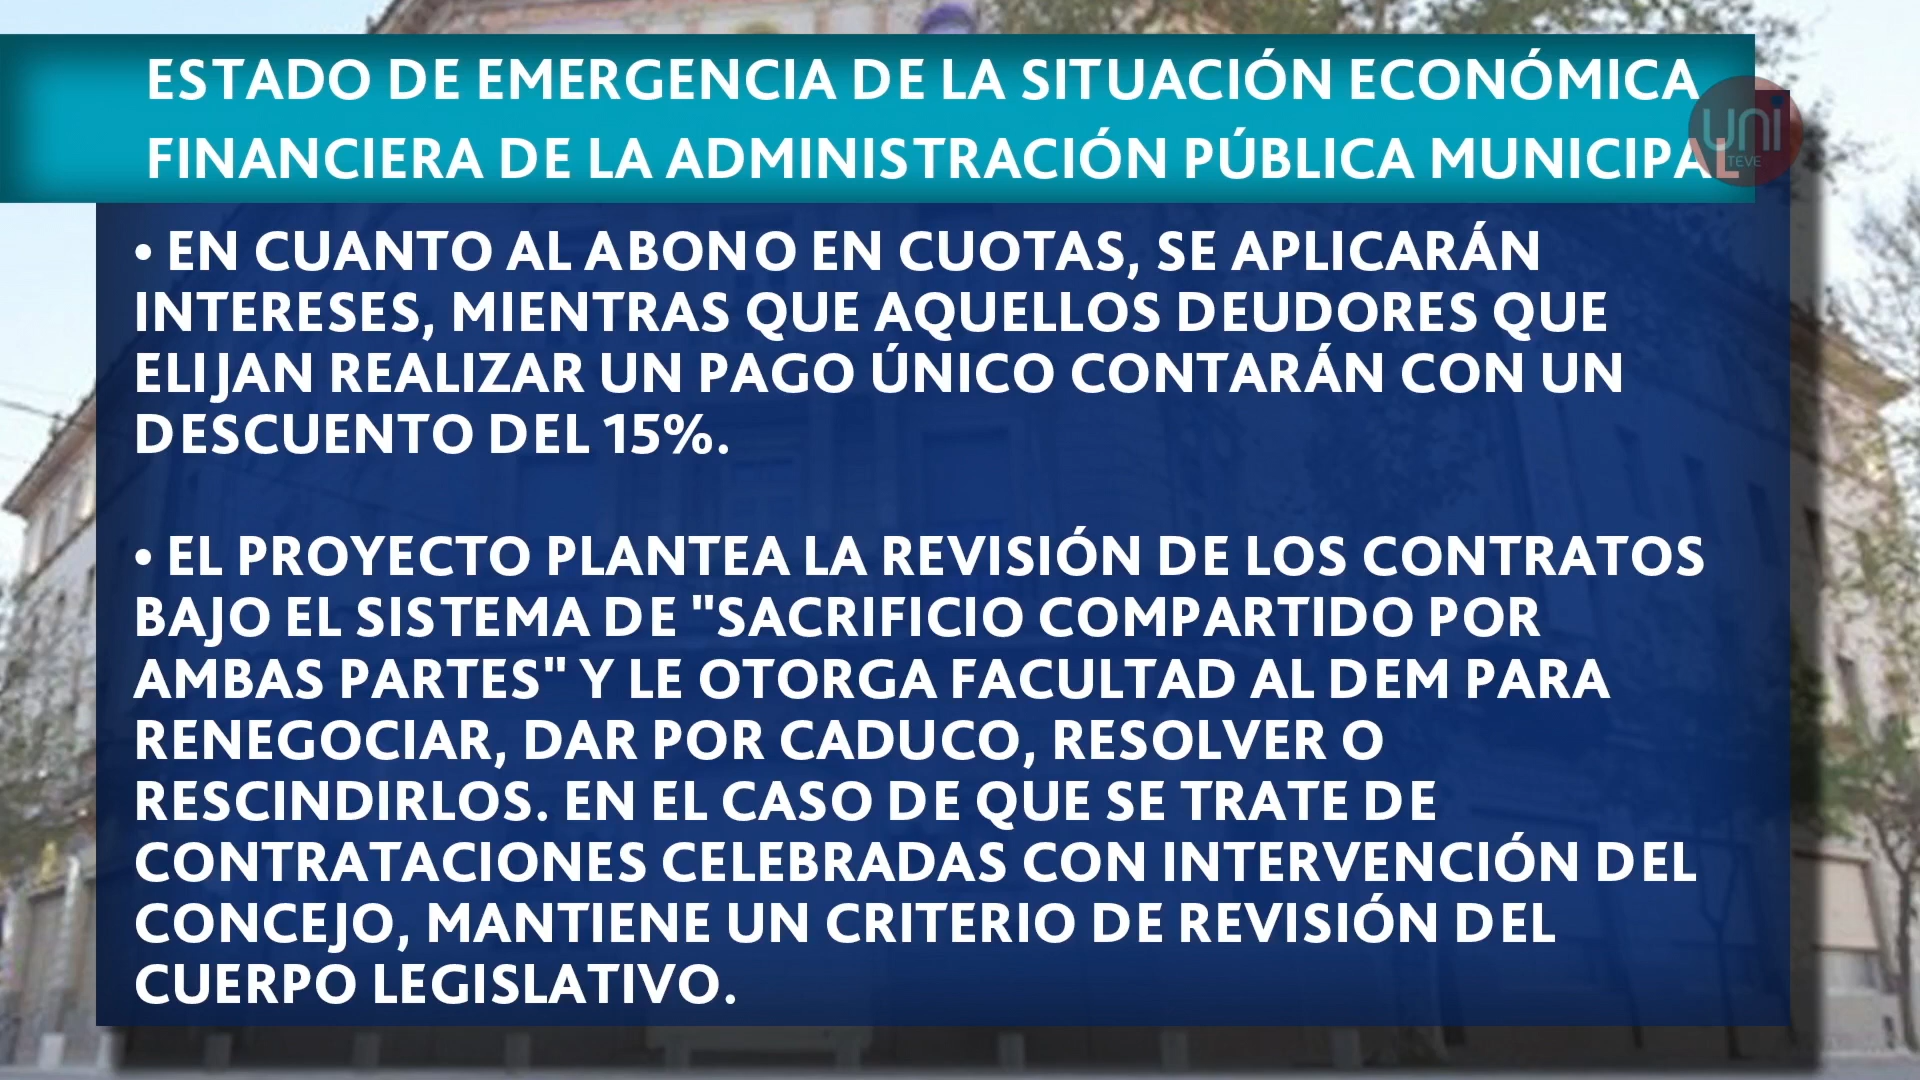 ESTADO DE EMERGENCIA DE LA SITUACIÓN ECONÓMICA
FINANCIERA DE LA ADMINISTRACIÓN PÚBLICA MUNICIPAL
uni
TEVE
• EN CUANTO AL ABONO EN CUOTAS, SE APLICARÁN
INTERESES, MIENTRAS QUE AQUELLOS DEUDORES QUE
ELIJAN REALIZAR UN PAGO ÚNICO CONTARÁN CON UN
DESCUENTO DEL 15%.
• EL PROYECTO PLANTEA LA REVISIÓN DE LOS CONTRATOS
BAJO EL SISTEMA DE "SACRIFICIO COMPARTIDO POR
AMBAS PARTES" Y LE OTORGA FACULTAD AL DEM PARA
RENEGOCIAR, DAR POR CADUCO, RESOLVER O
RESCINDIRLOS. EN EL CASO DE QUE SE TRATE DE
CONTRATACIONES CELEBRADAS CON INTERVENCIÓN DEL
CONCEJO, MANTIENE UN CRITERIO DE REVISIÓN DEL
CUERPO LEGISLATIVO.